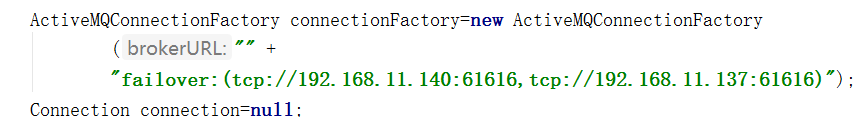 ActiveMQConnectionFactory connectionFactory=new ActiveMQConnectionFactory
( brokerURL: "" +
"failover:(tcp://192.168.11.140:61616,tcp://192.168.11.137:61616)");
Connection connection=null;